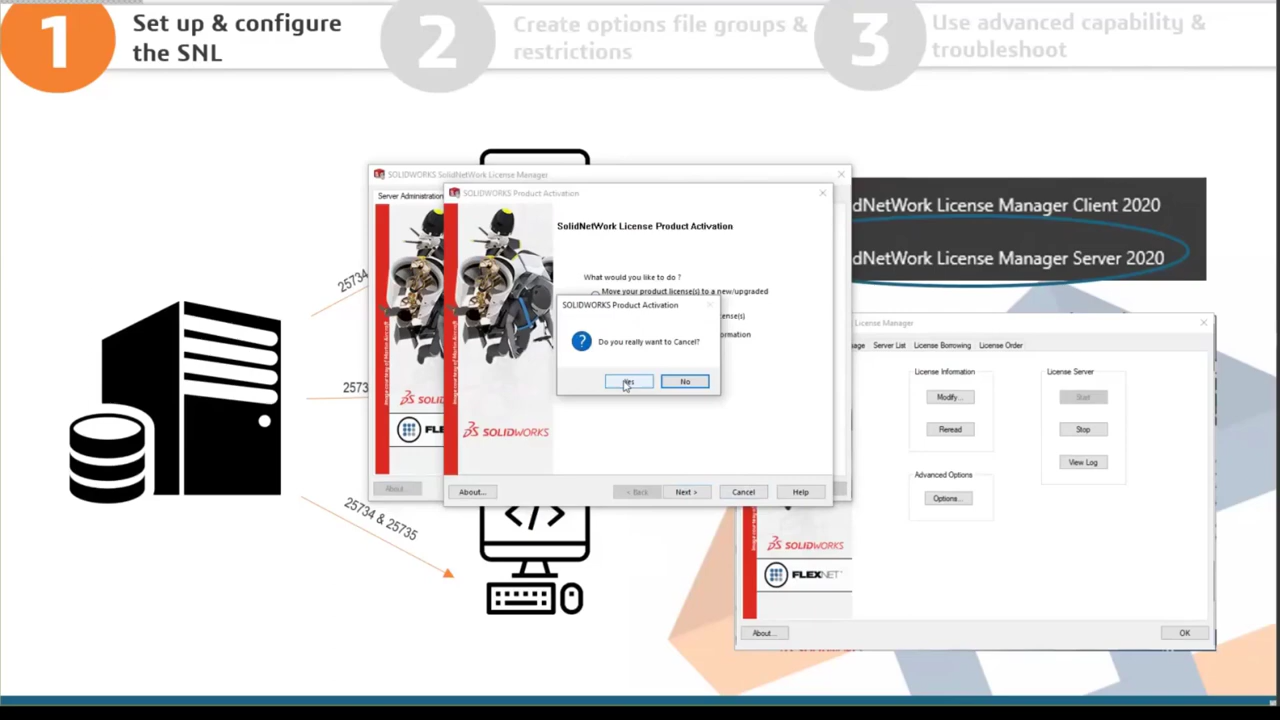 1
Set up & configure
the SNL
2
Create options file groups &
restrictions
3
Use advanced capability &
troubleshoot
SOLIDWORKS SolidNetWork License Manager
Server Administration
SOLIDWORKS Product Activation
SolidNetWork License Product Activation
What would you like to do ?
Move your product license(s) to a new/upgraded
SOLIDWORKS Product Activation
Do you really want to Cancel?
Yes
No
SOLIDWORKS
FLE
About
About...
< Back
Next >
Cancel
Help
dNetWork License Manager Client 2020
dNetWork License Manager Server 2020
License Manager
Server List
License Borrowing
License Order
License Information
License Server
Modify...
Start
Reread
Stop
View Log
Advanced Options
Options...
SOLIDWORKS
FLEXNET
About...
OK
25734
2573
25734 & 25735